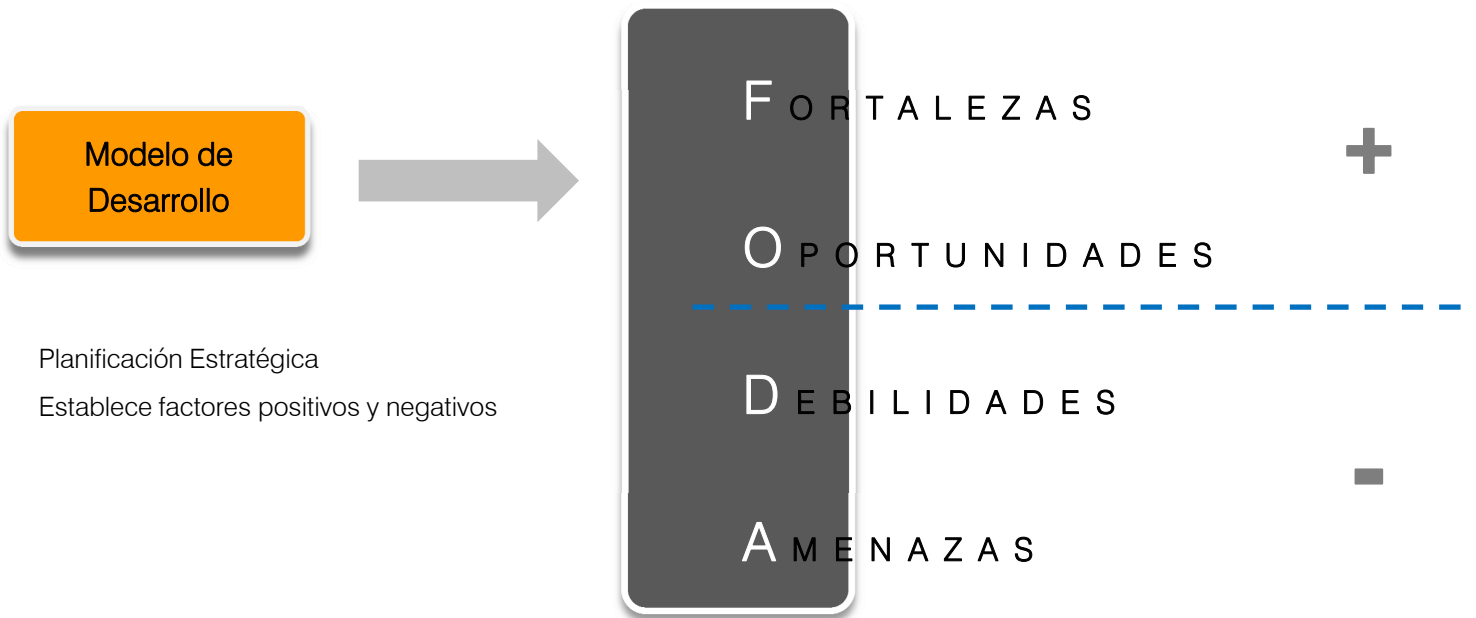 Modelo de
Desarrollo
Planificación Estratégica
Establece factores positivos y negativos
FORTALEZAS
+
OPORTUNIDADES
DEBILIDADES
-
AMENAZAS